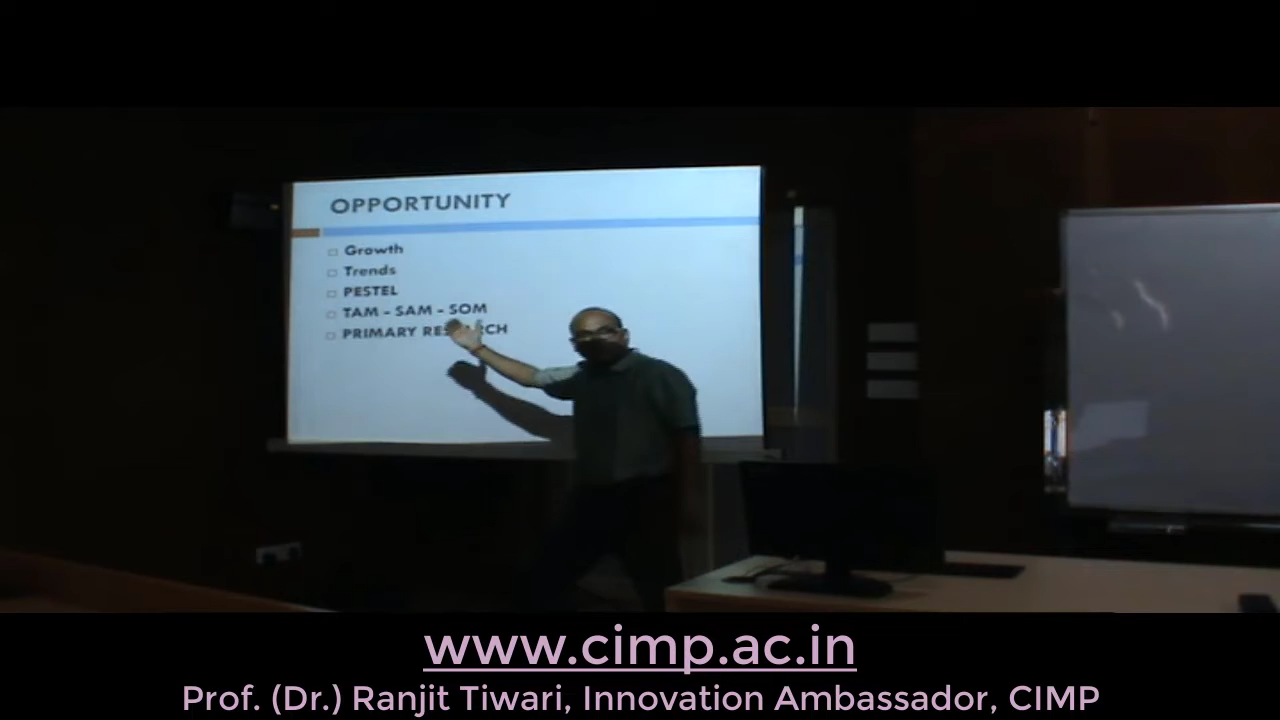 OPPORTUNITY
Growth
Trends
PESTEL
TAM - SAM - SOM
PRIMARY RESEARCH
www.cimp.ac.in
Prof. (Dr.) Ranjit Tiwari, Innovation Ambassador, CIMP